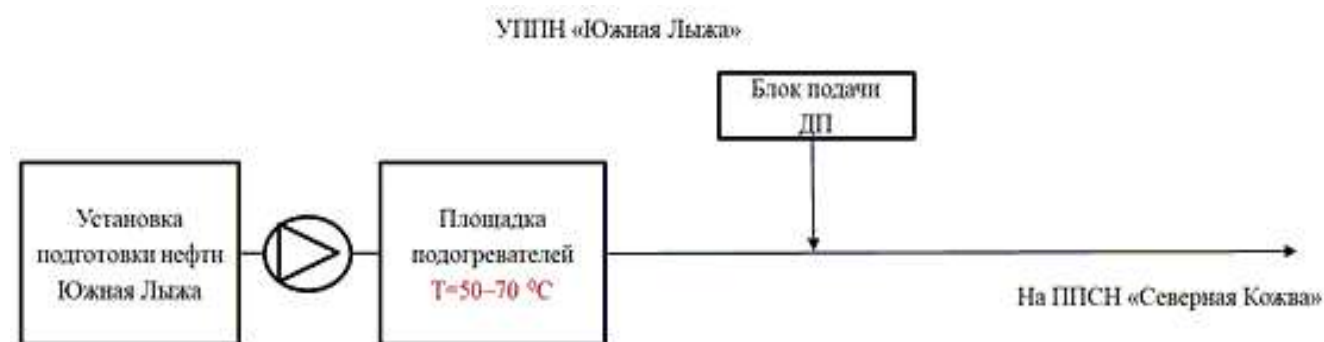 УППН «Южная Лыжа»
Блок подачи
ДП
Установка
подготовки нефти
Южная Лыжа
Площадка
подогревателей
Т=50–70 ⁰С
На ППСН «Северная Кожва»